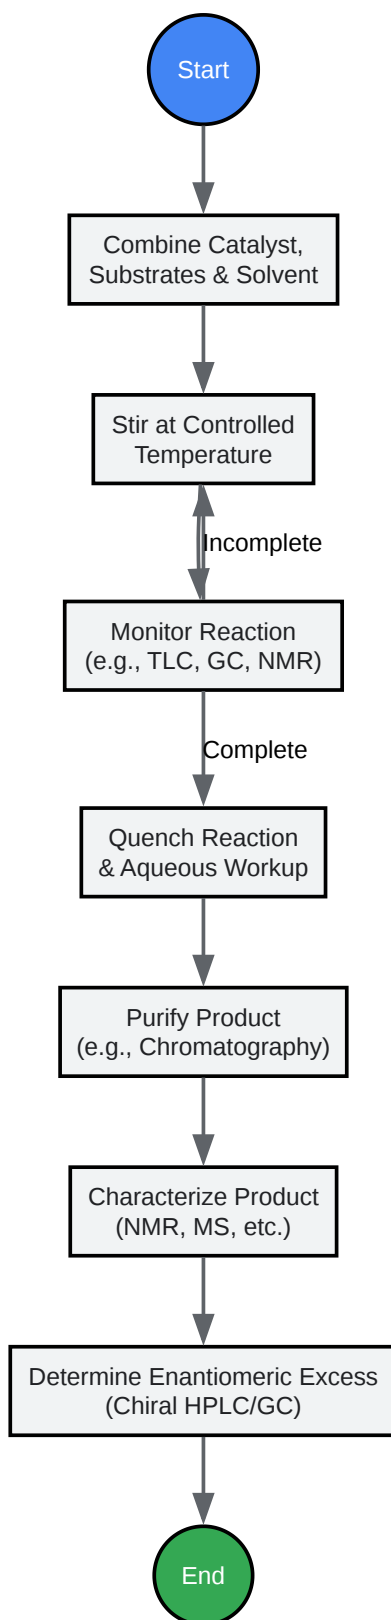 Start
Combine Catalyst,
Substrates & Solvent
Stir at Controlled
Temperature
Incomplete
Monitor Reaction
(e.g., TLC, GC, NMR)
Complete
Quench Reaction
& Aqueous Workup
Purify Product
(e.g., Chromatography)
Characterize Product
(NMR, MS, etc.)
Determine Enantiomeric Excess
(Chiral HPLC/GC)
End